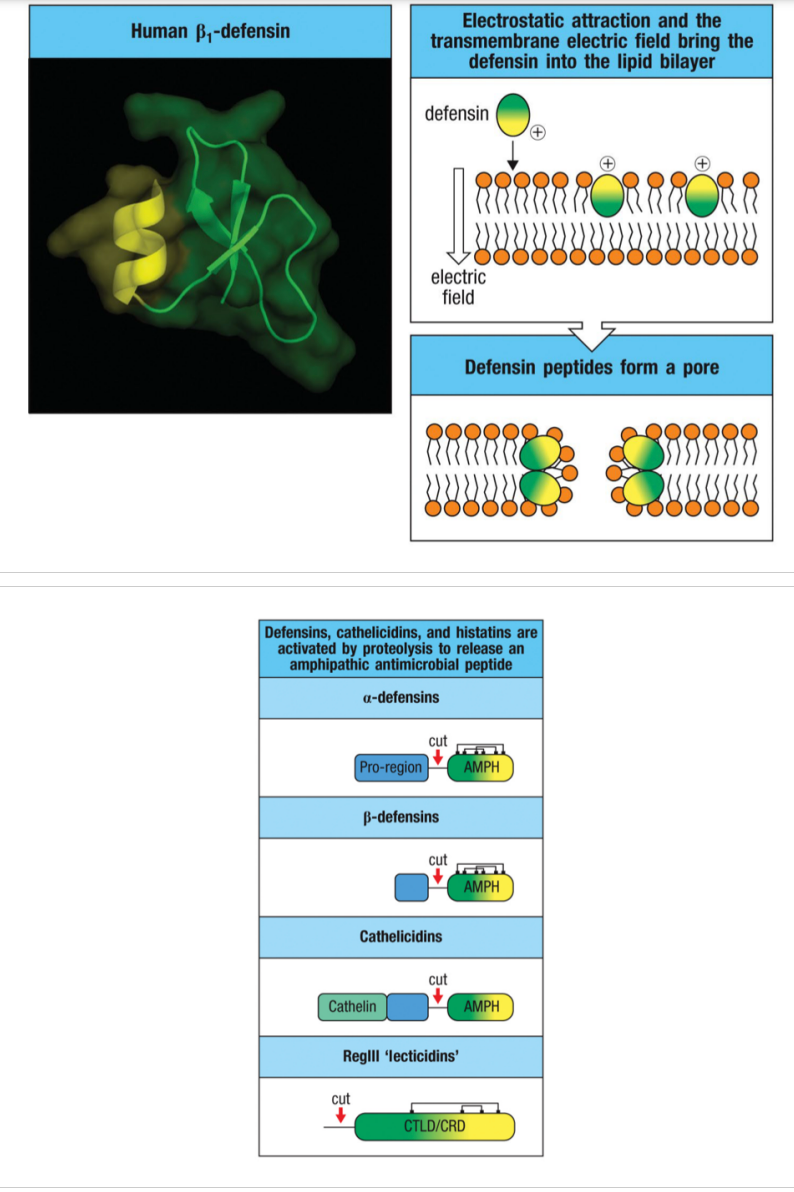 Human β₁-defensin
Electrostatic attraction and the
transmembrane electric field bring the
defensin into the lipid bilayer
defensin
+
+
+
electric
field
Defensin peptides form a pore
Defensins, cathelicidins, and histatins are
activated by proteolysis to release an
amphipathic antimicrobial peptide
α-defensins
cut
Pro-region
AMPH
β-defensins
cut
AMPH
Cathelicidins
cut
Cathelin
AMPH
RegIII 'lecticidins'
cut
CTLD/CRD